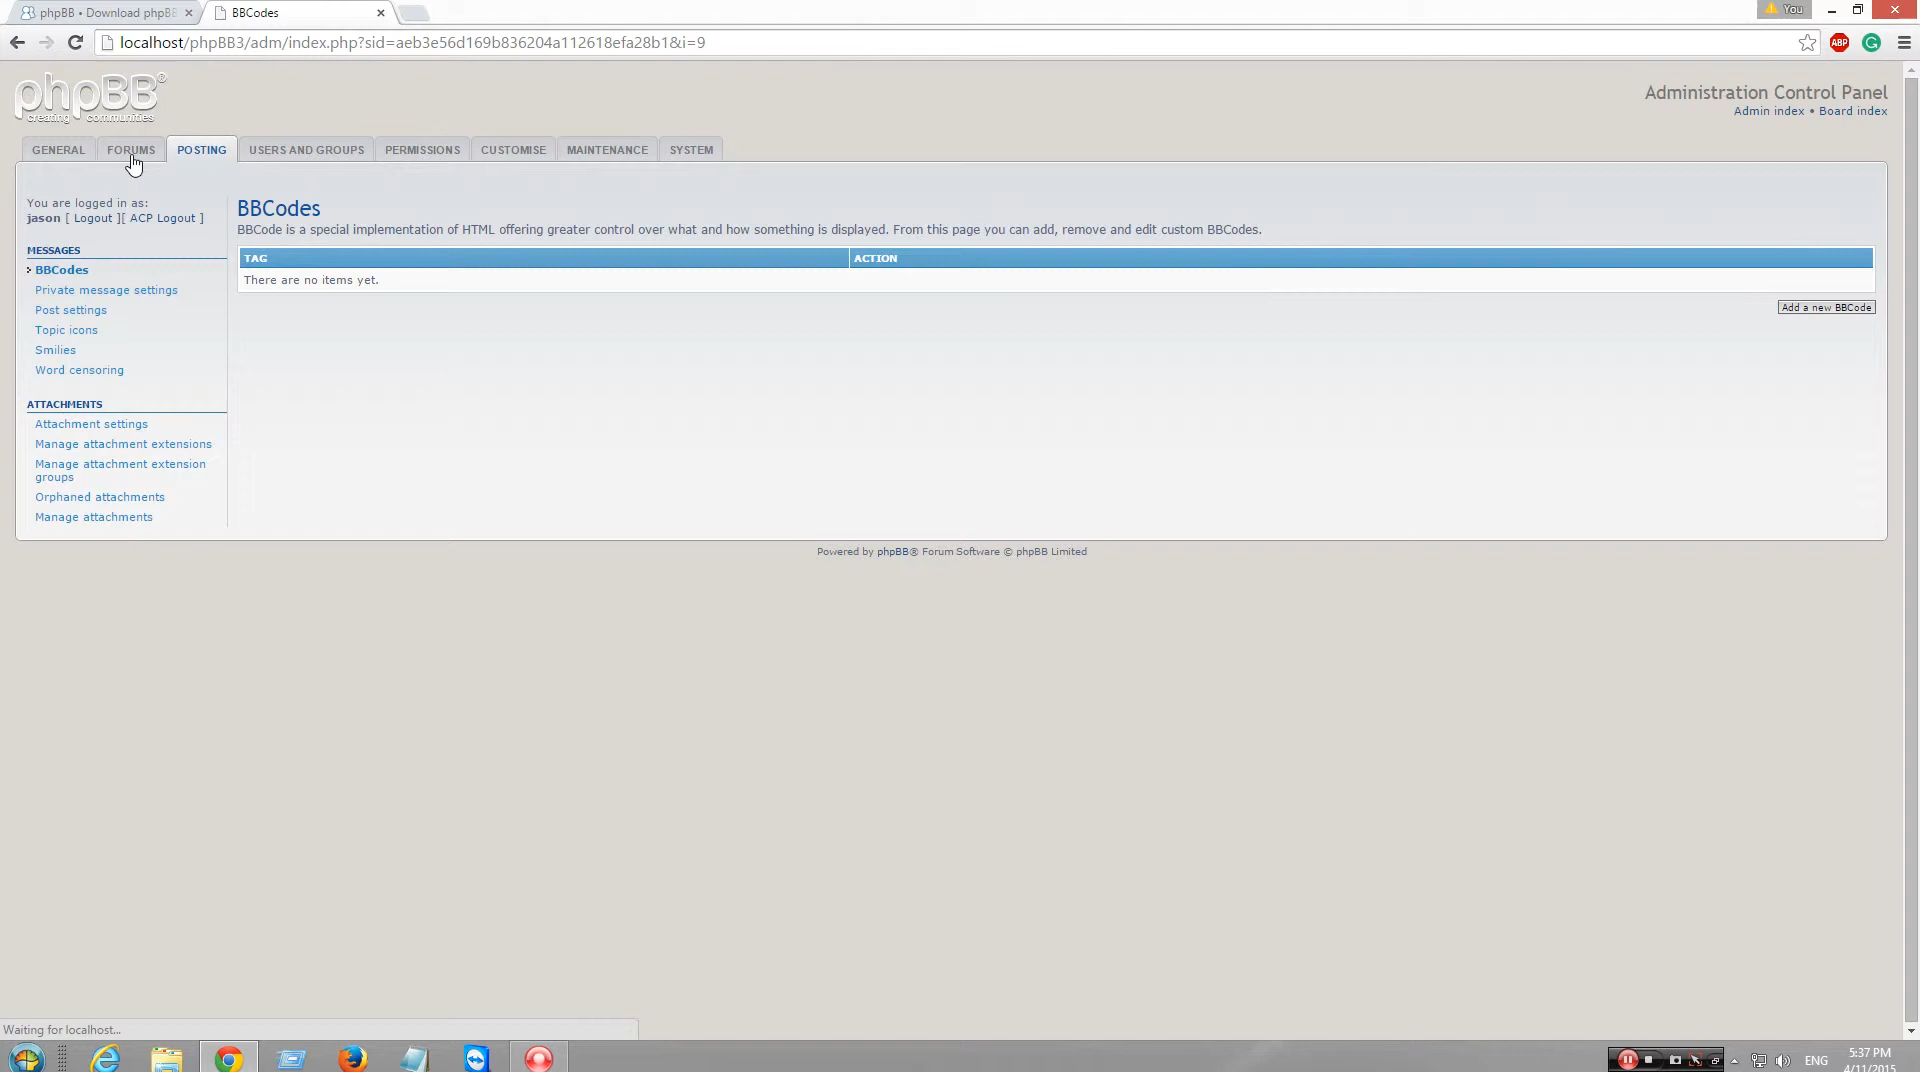 phpBB • Download phpBB
BBCodes
You
localhost/phpBB3/adm/index.php?sid=aeb3e56d169b836204a112618efa28b1&i=9
ABP
phpBB®
creating communities
Administration Control Panel
Admin index • Board index
GENERAL
FORUMS
POSTING
USERS AND GROUPS
PERMISSIONS
CUSTOMISE
MAINTENANCE
SYSTEM
You are logged in as:
jason [ Logout ][ ACP Logout ]
MESSAGES
BBCodes
Private message settings
Post settings
Topic icons
Smilies
Word censoring
ATTACHMENTS
Attachment settings
Manage attachment extensions
Manage attachment extension
groups
Orphaned attachments
Manage attachments
BBCodes
BBCode is a special implementation of HTML offering greater control over what and how something is displayed. From this page you can add, remove and edit custom BBCodes.
TAG
ACTION
There are no items yet.
Add a new BBCode
Powered by phpBB® Forum Software © phpBB Limited
Waiting for localhost...
ENG
5:37 PM
4/11/2015